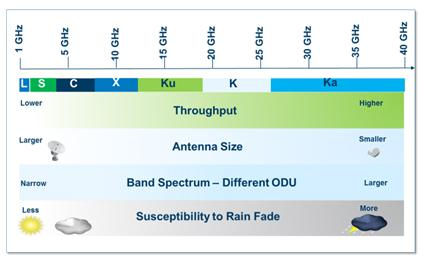 1 GHz
5 GHz
10 GHz
15 GHz
20 GHz
25 GHz
30 GHz
35 GHz
40 GHz
L S C X Ku K Ka
Lower Throughput Higher
Larger Antenna Size Smaller
Narrow Band Spectrum – Different ODU Larger
Less Susceptibility to Rain Fade More